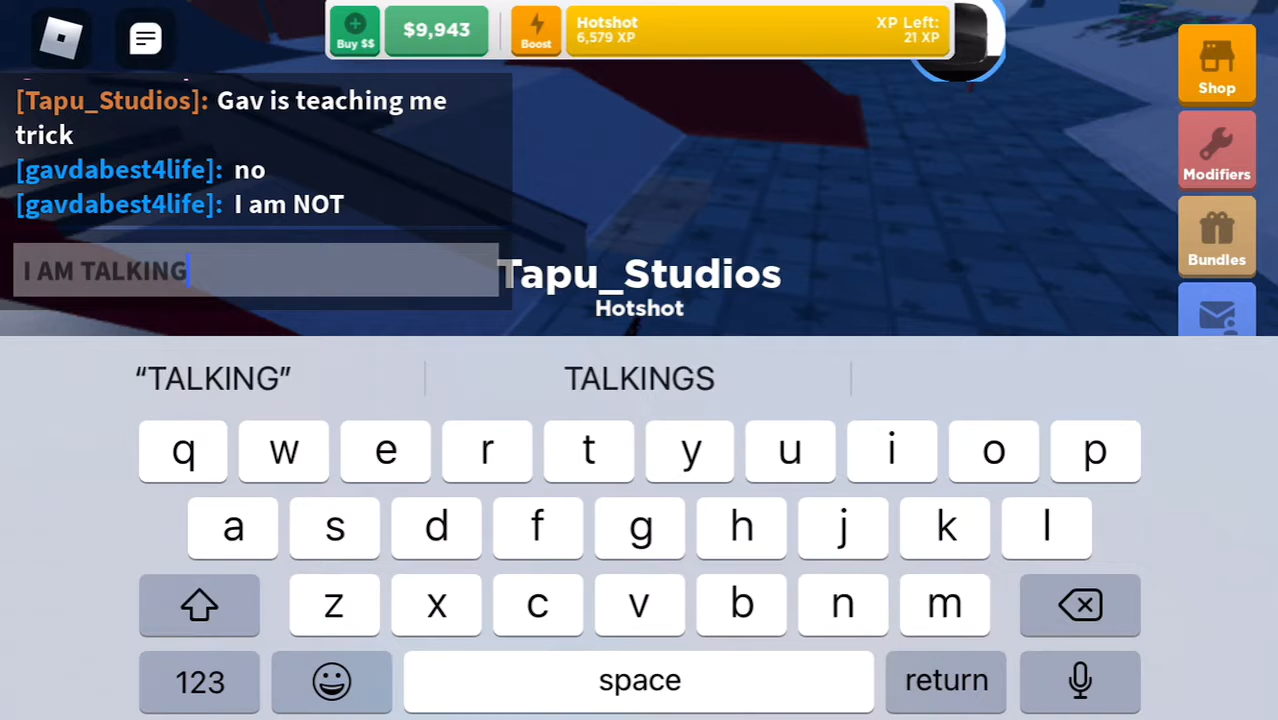 Buy $$
$9,943
Boost
Hotshot
6,579 XP
XP Left:
21 XP
Shop
Modifiers
Bundles
[Tapu_Studios]: Gav is teaching me
trick
[gavdabest4life]: no
[gavdabest4life]: I am NOT
I AM TALKING
Tapu_Studios
Hotshot
“TALKING”
TALKINGS
q w e r t y u i o p
a s d f g h j k l
z x c v b n m
123
space
return